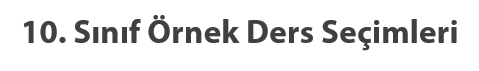 10. Sınıf Örnek Ders Seçimleri